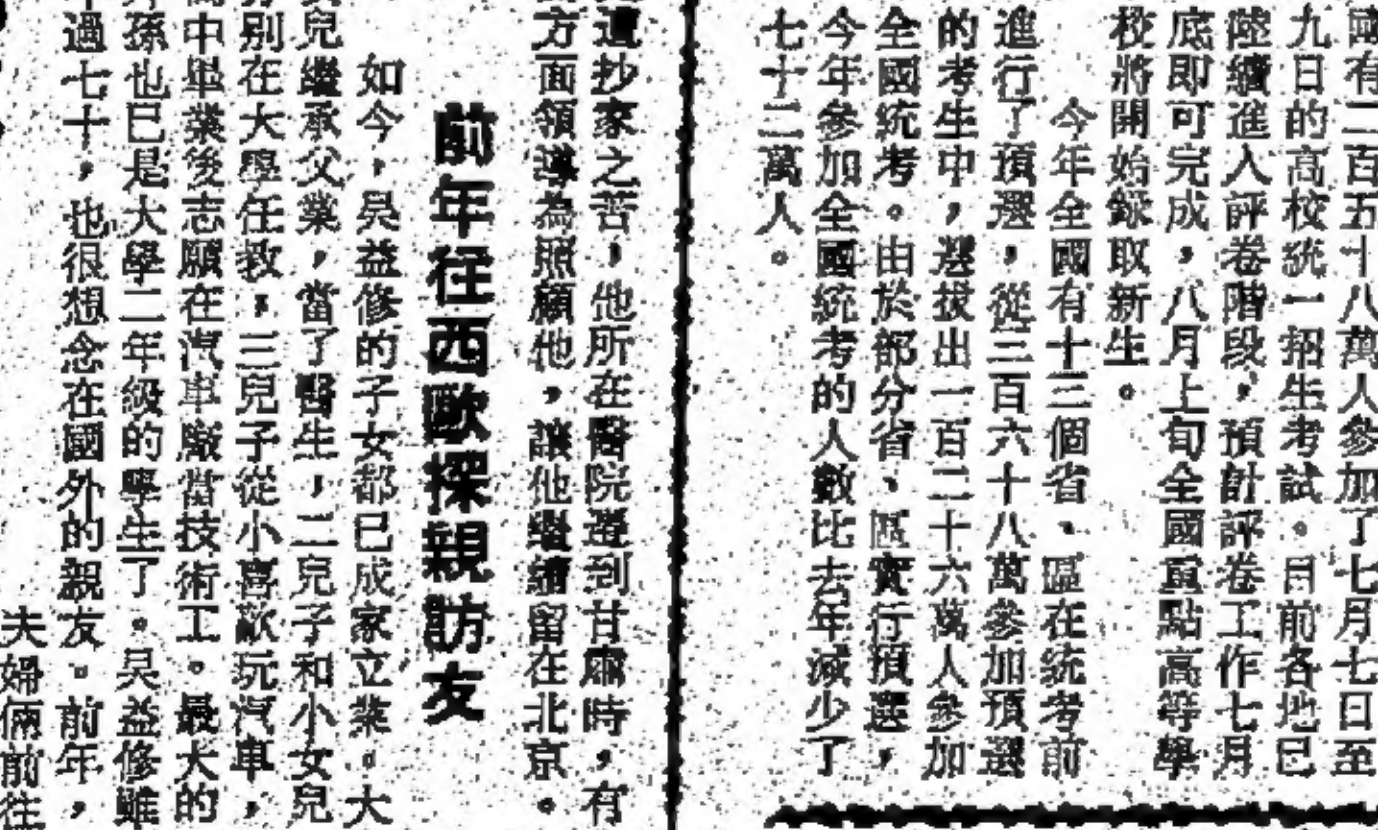 國有二百五十八萬人參加了七月七日至
九日的高校統一招生考試。目前各地已
陸續進入評卷階段，預計評卷工作七月
底即可完成，八月上旬全國重點高等學
校將開始錄取新生。
今年全國有十三個省、區在統考前
進行了預選，從三百六十八萬參加預選
的考生中，選拔出一百二十六萬人參加
全國統考。由於部分省、區實行預選，
今年參加全國統考的人數比去年減少了
七十二萬人。
遭抄家之苦，他所在醫院遷到甘肅時，有
方面領導為照顧他，讓他繼續留在北京。
前年往西歐探親訪友
如今，吳益修的子女都已成家立業。大
兒繼承父業，當了醫生，二兒子和小女兒
分別在大學任教，三兒子從小喜歡玩汽車，
高中畢業後志願在汽車廠當技術工。最大的
孫也已是大學二年級的學生了。吳益修雖
年過七十，也很想念在國外的親友。前年，
夫婦倆前往